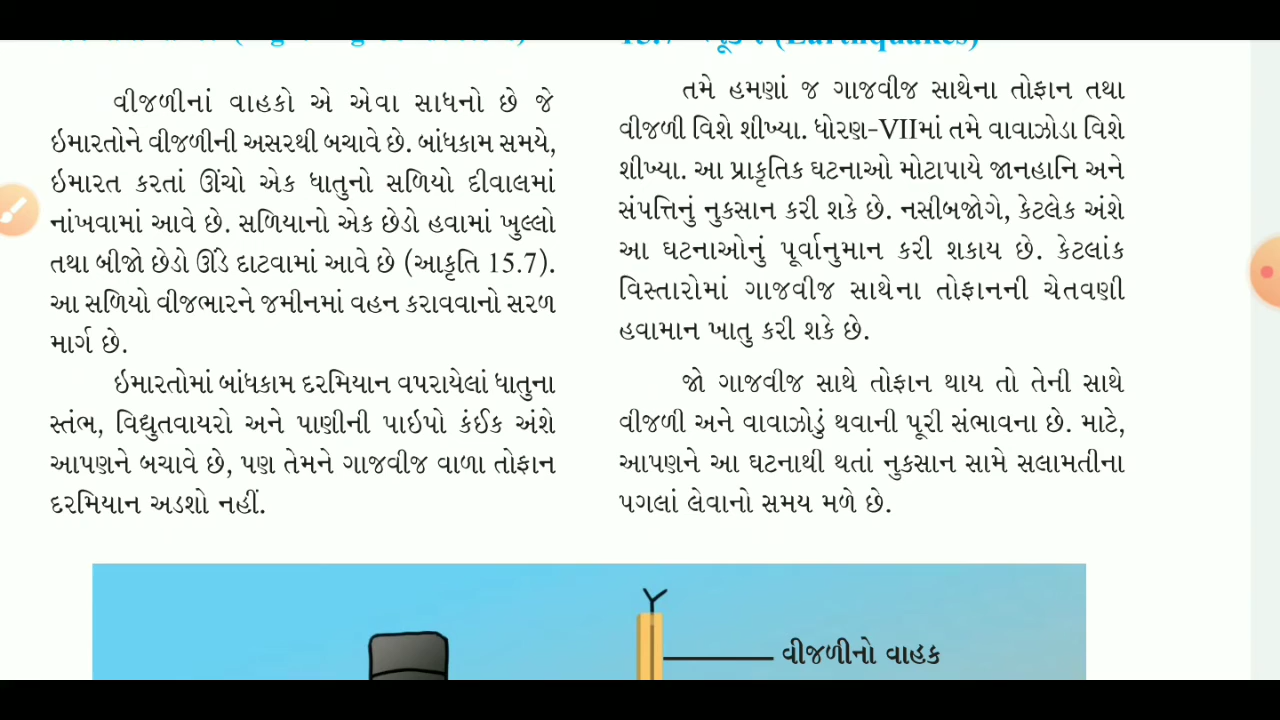 વીજળીનાં વાહકો એ એવા સાધનો છે જે
ઇમારતોને વીજળીની અસરથી બચાવે છે. બાંધકામ સમયે,
ઇમારત કરતાં ઊંચો એક ધાતુનો સળિયો દીવાલમાં
નાંખવામાં આવે છે. સળિયાનો એક છેડો હવામાં ખુલ્લો
તથા બીજો છેડો ઊંડે દાટવામાં આવે છે (આકૃતિ 15.7).
આ સળિયો વીજભારને જમીનમાં વહન કરાવવાનો સરળ
માર્ગ છે.
ઇમારતોમાં બાંધકામ દરમિયાન વપરાયેલાં ધાતુના
સ્તંભ, વિદ્યુતવાયરો અને પાણીની પાઇપો કંઈક અંશે
આપણને બચાવે છે, પણ તેમને ગાજવીજ વાળા તોફાન
દરમિયાન અડશો નહીં.
(Earthquakes)
તમે હમણાં જ ગાજવીજ સાથેના તોફાન તથા
વીજળી વિશે શીખ્યા. ધોરણ-VIIમાં તમે વાવાઝોડા વિશે
શીખ્યા. આ પ્રાકૃતિક ઘટનાઓ મોટાપાયે જાનહાનિ અને
સંપત્તિનું નુકસાન કરી શકે છે. નસીબજોગે, કેટલેક અંશે
આ ઘટનાઓનું પૂર્વાનુમાન કરી શકાય છે. કેટલાંક
વિસ્તારોમાં ગાજવીજ સાથેના તોફાનની ચેતવણી
હવામાન ખાતુ કરી શકે છે.
જો ગાજવીજ સાથે તોફાન થાય તો તેની સાથે
વીજળી અને વાવાઝોડું થવાની પૂરી સંભાવના છે. માટે,
આપણને આ ઘટનાથી થતાં નુકસાન સામે સલામતીના
પગલાં લેવાનો સમય મળે છે.
વીજળીનો વાહક